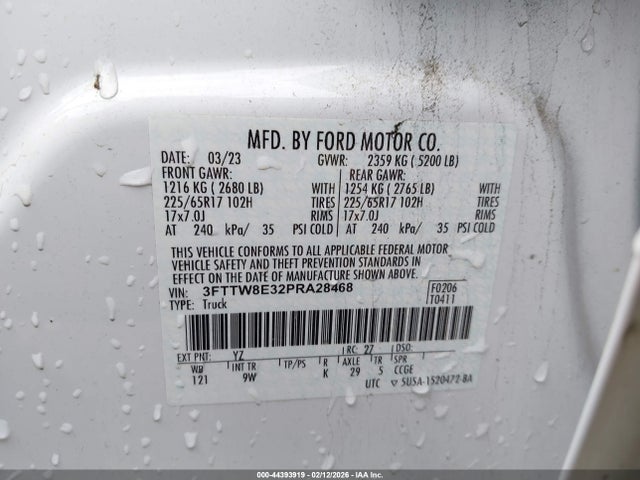 MFD. BY FORD MOTOR CO.
DATE: 03/23 GVWR: 2359 KG ( 5200 LB)
FRONT GAWR: REAR GAWR:
1216 KG ( 2680 LB) WITH 1254 KG ( 2765 LB) WITH
225/65R17 102H TIRES 225/65R17 102H TIRES
17x7.0J RIMS 17x7.0J RIMS
AT 240 kPa/ 35 PSI COLD AT 240 kPa/ 35 PSI COLD
THIS VEHICLE CONFORMS TO ALL APPLICABLE FEDERAL MOTOR
VEHICLE SAFETY AND THEFT PREVENTION STANDARDS IN
EFFECT ON THE DATE OF MANUFACTURE SHOWN ABOVE.
VIN: 3FTTW8E32PRA28468 F0206
TYPE: Truck T0411
EXT PNT: YZ RC: 27 DSO:
WB INT TR TP/PS R AXLE TR SPR
121 9W K 29 5 CCGE
UTC 5U5A-1520472-BA
000-44393919 - 02/12/2026 - IAA Inc.